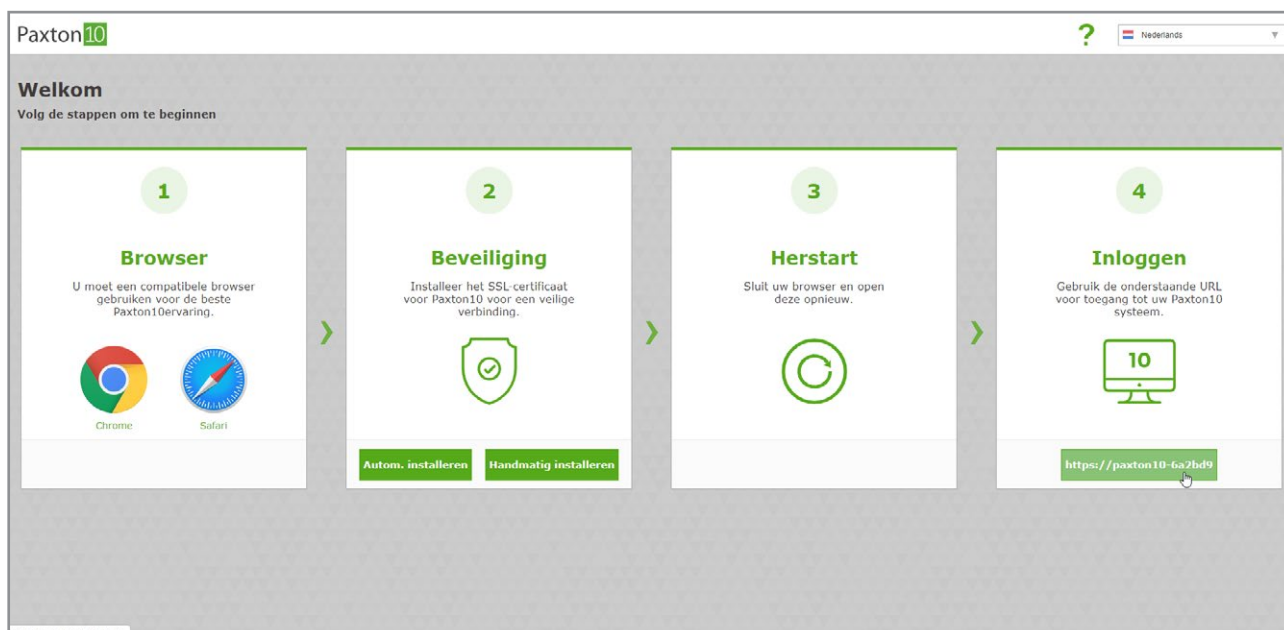 Paxton10
?
Nederlands
Welkom
Volg de stappen om te beginnen
1
Browser
U moet een compatibele browser
gebruiken voor de beste
Paxton10ervaring.
Chrome
Safari
2
Beveiliging
Installeer het SSL-certificaat
voor Paxton10 voor een veilige
verbinding.
Autom. installeren
Handmatig installeren
3
Herstart
Sluit uw browser en open
deze opnieuw.
4
Inloggen
Gebruik de onderstaande URL
voor toegang tot uw Paxton10
systeem.
10
https://paxton10-6a2bd9